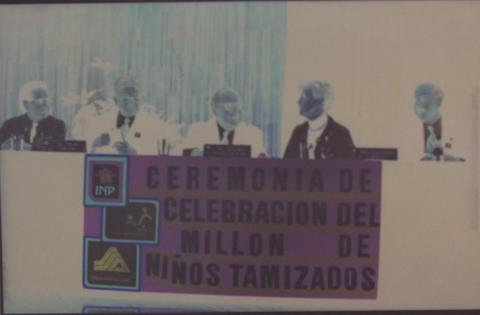 INP
CEREMONIA DE
CELEBRACION DEL
MILLON DE
NIÑOS TAMIZADOS